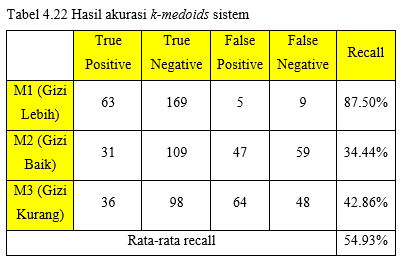 Tabel 4.22 Hasil akurasi k-medoids sistem
True Positive True Negative False Positive False Negative Recall
M1 (Gizi Lebih) 63 169 5 9 87.50%
M2 (Gizi Baik) 31 109 47 59 34.44%
M3 (Gizi Kurang) 36 98 64 48 42.86%
Rata-rata recall 54.93%